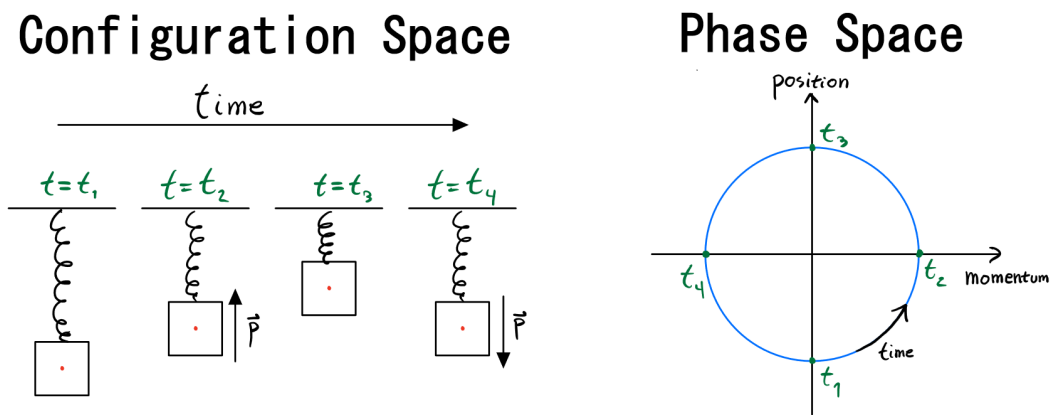 Configuration Space
time
t=t₁
t=t₂
t=t₃
t=t₄
p⃗
p⃗
Phase Space
position
t₃
t₄
t₂
momentum
time
t₁